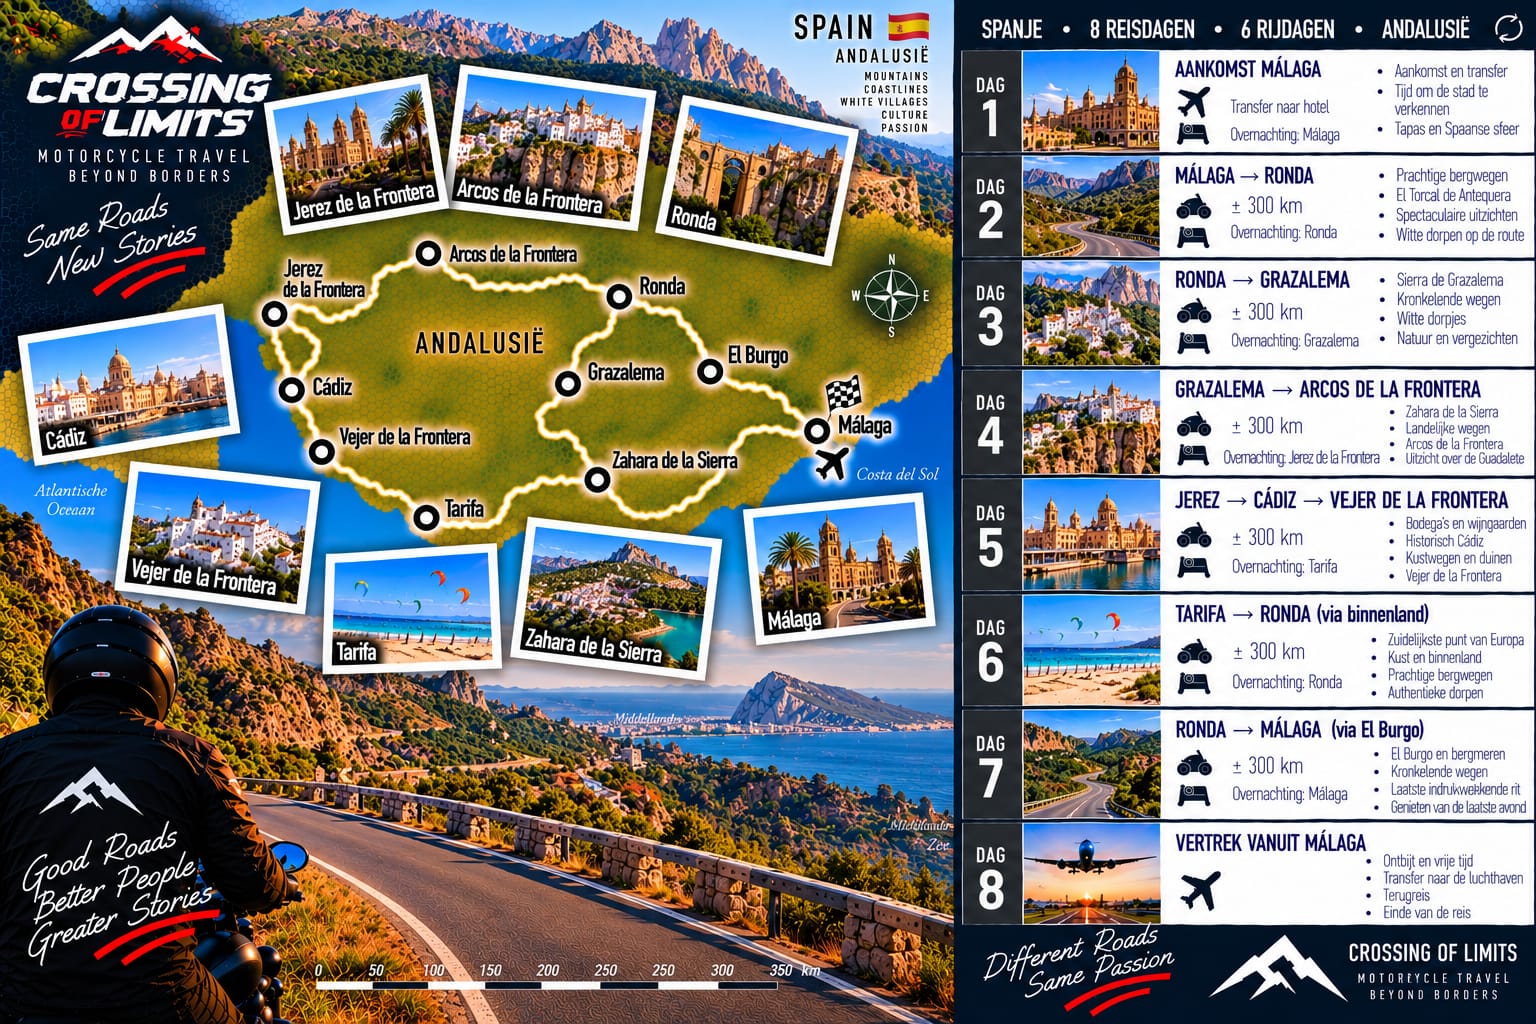 CROSSING
OF LIMITS
MOTORCYCLE TRAVEL
BEYOND BORDERS
Same Roads
New Stories
SPAIN
ANDALUSIË
MOUNTAINS
COASTLINES
WHITE VILLAGES
CULTURE
PASSION
Jerez de la Frontera
Arcos de la Frontera
Ronda
N
W E
S
Arcos de la Frontera
Jerez
de la Frontera
Ronda
ANDALUSIË
El Burgo
Grazalema
Cádiz
Málaga
Vejer de la Frontera
Zahara de la Sierra
Tarifa
Costa del Sol
Cádiz
Atlantische
Oceaan
Vejer de la Frontera
Tarifa
Zahara de la Sierra
Málaga
Zee
Good Roads
Better People
Greater Stories
0 50 100 150 200 250 250 300 350 km
SPANJE • 8 REISDAGEN • 6 RIJDAGEN • ANDALUSIË
DAG
1
AANKOMST MÁLAGA
Transfer naar hotel
Overnachting: Málaga
• Aankomst en transfer
• Tijd om de stad te
verkennen
• Tapas en Spaanse sfeer
DAG
2
MÁLAGA → RONDA
± 300 km
Overnachting: Ronda
• Prachtige bergwegen
• El Torcal de Antequera
• Spectaculaire uitzichten
• Witte dorpen op de route
DAG
3
RONDA → GRAZALEMA
± 300 km
Overnachting: Grazalema
• Sierra de Grazalema
• Kronkelende wegen
• Witte dorpjes
• Natuur en vergezichten
DAG
4
GRAZALEMA → ARCOS DE LA FRONTERA
± 300 km
Overnachting: Jerez de la Frontera
• Zahara de la Sierra
• Landelijke wegen
• Arcos de la Frontera
• Uitzicht over de Guadalete
DAG
5
JEREZ → CÁDIZ → VEJER DE LA FRONTERA
± 300 km
Overnachting: Tarifa
• Bodega's en wijngaarden
• Historisch Cádiz
• Kustwegen en duinen
• Vejer de la Frontera
DAG
6
TARIFA → RONDA (via binnenland)
± 300 km
Overnachting: Ronda
• Zuidelijkste punt van Europa
• Kust en binnenland
• Prachtige bergwegen
• Authentieke dorpen
DAG
7
RONDA → MÁLAGA (via El Burgo)
± 300 km
Overnachting: Málaga
• El Burgo en bergmeren
• Kronkelende wegen
• Laatste indrukwekkende rit
• Genieten van de laatste avond
DAG
8
VERTREK VANUIT MÁLAGA
• Ontbijt en vrije tijd
• Transfer naar de luchthaven
• Terugreis
• Einde van de reis
Different Roads
Same Passion
CROSSING OF LIMITS
MOTORCYCLE TRAVEL
BEYOND BORDERS